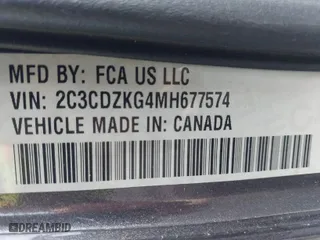 MFD BY: FCA US LLC
VIN: 2C3CDZKG4MH677574
VEHICLE MADE IN: CANADA
©DREAMBID